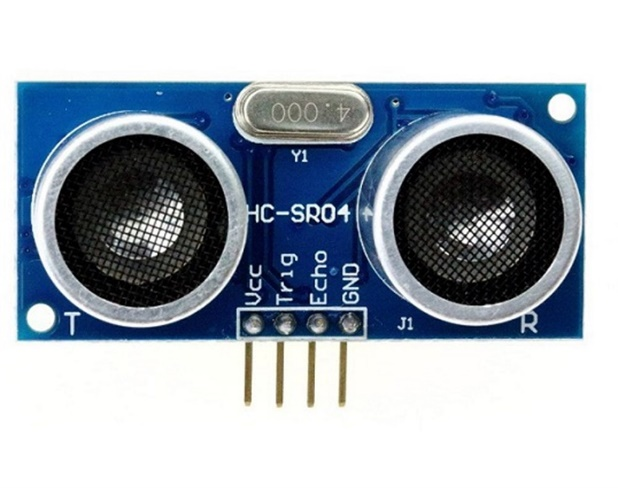 4.000
Y1
HC-SR04
Vcc
Trig
Echo
GND
T
J1
R